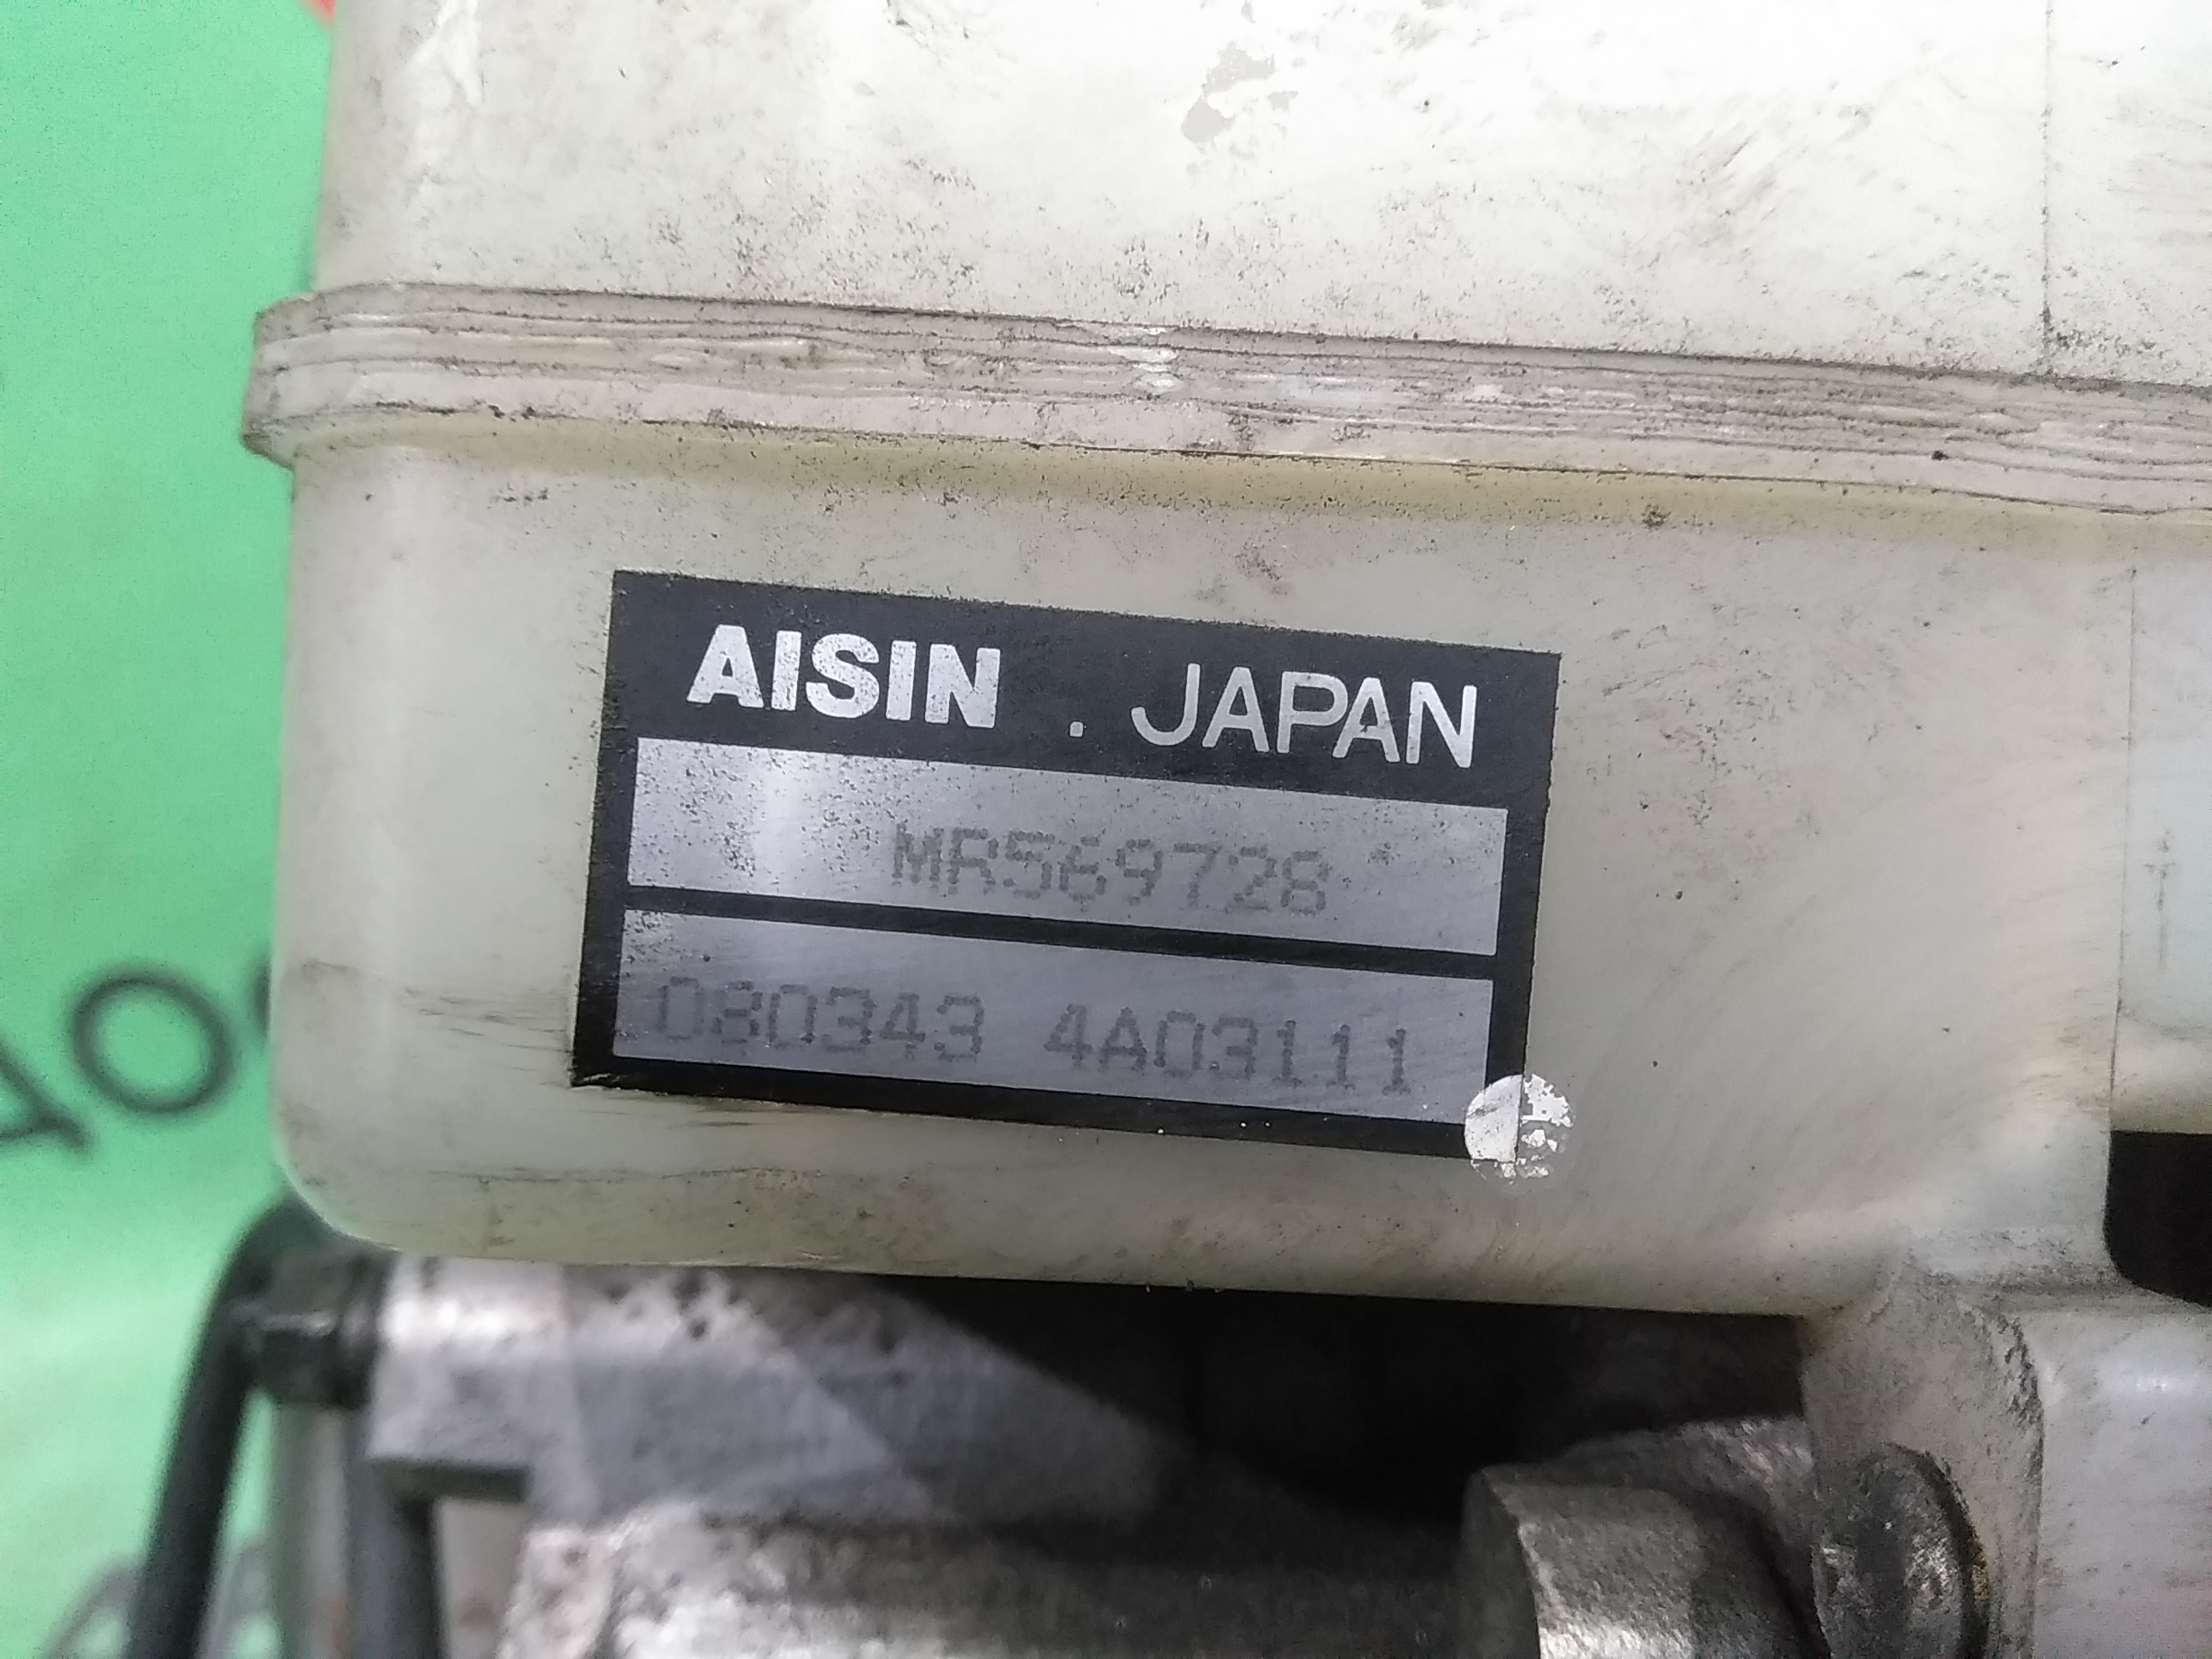 AISIN . JAPAN
MR569728
080343 4A03111